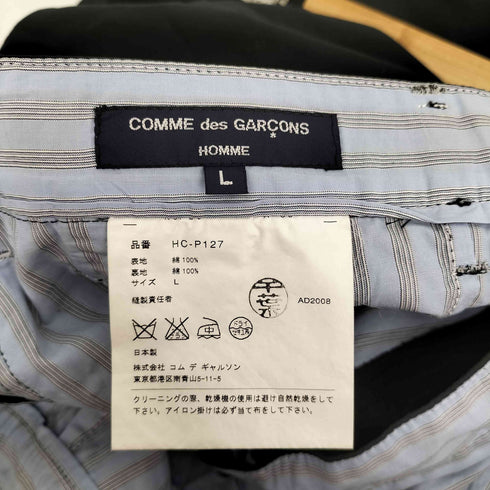 COMME des GARÇONS
HOMME
L
品番 HC-P127
表地 綿100%
裏地 綿100%
サイズ L
縫製責任者
千葉
AD2008
ドライ
日本製
株式会社 コム デ ギャルソン
東京都港区南青山5-11-5
クリーニングの際、乾燥機の使用は避け自然乾燥をして
下さい。アイロン掛けは必ず当て布をして下さい。